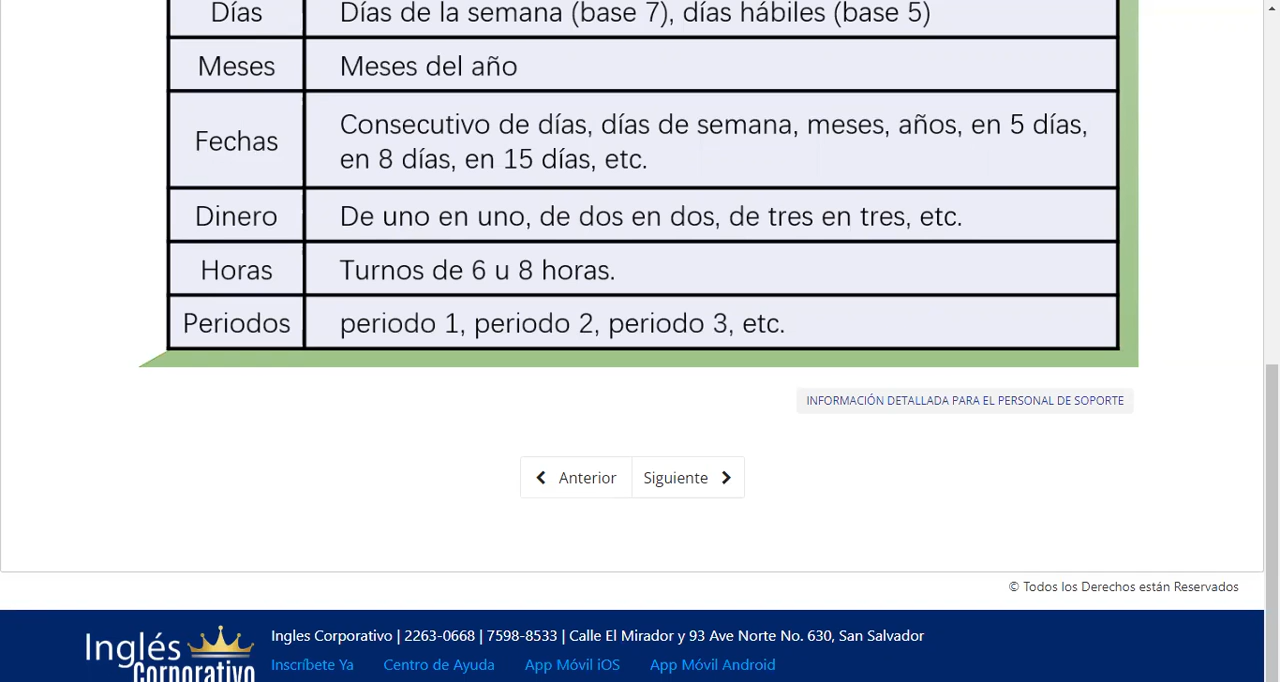 Días Días de la semana (base 7), días hábiles (base 5)
Meses Meses del año
Fechas Consecutivo de días, días de semana, meses, años, en 5 días,
en 8 días, en 15 días, etc.
Dinero De uno en uno, de dos en dos, de tres en tres, etc.
Horas Turnos de 6 u 8 horas.
Periodos periodo 1, periodo 2, periodo 3, etc.
INFORMACIÓN DETALLADA PARA EL PERSONAL DE SOPORTE
Anterior Siguiente
© Todos los Derechos están Reservados
Inglés Corporativo
Ingles Corporativo | 2263-0668 | 7598-8533 | Calle El Mirador y 93 Ave Norte No. 630, San Salvador
Inscríbete Ya Centro de Ayuda App Móvil iOS App Móvil Android